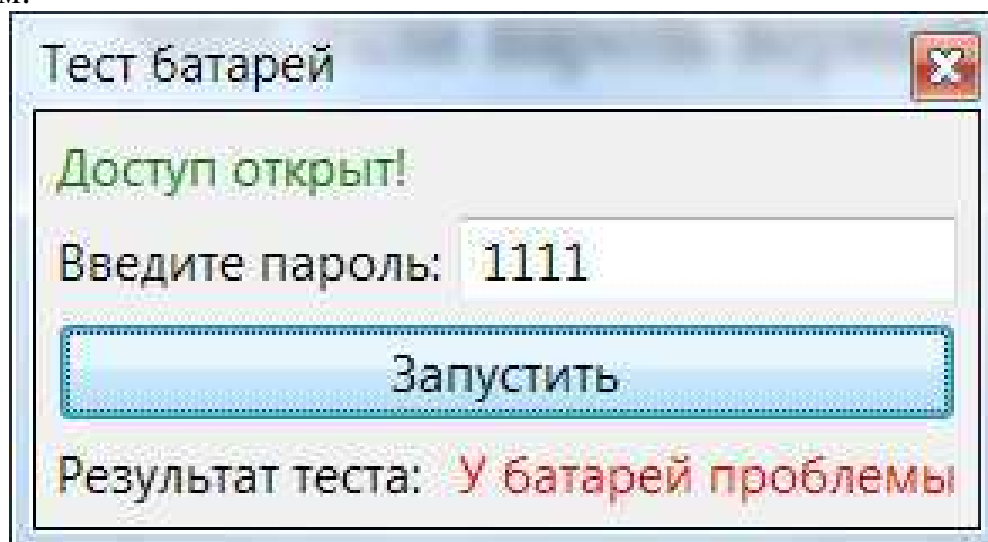 Тест батарей
Доступ открыт!
Введите пароль: 1111
Запустить
Результат теста: У батарей проблемы